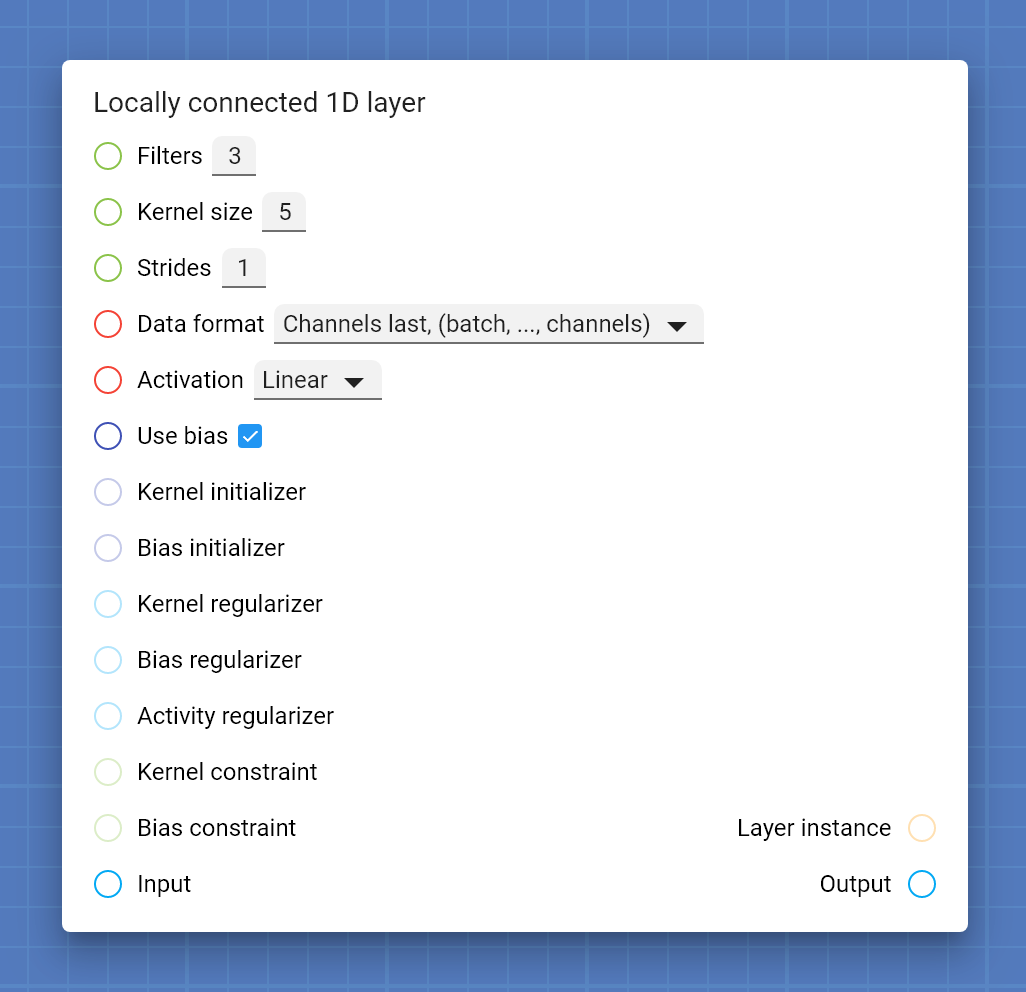 Locally connected 1D layer
Filters 3
Kernel size 5
Strides 1
Data format Channels last, (batch, ..., channels)
Activation Linear
Use bias
Kernel initializer
Bias initializer
Kernel regularizer
Bias regularizer
Activity regularizer
Kernel constraint
Bias constraint Layer instance
Input Output